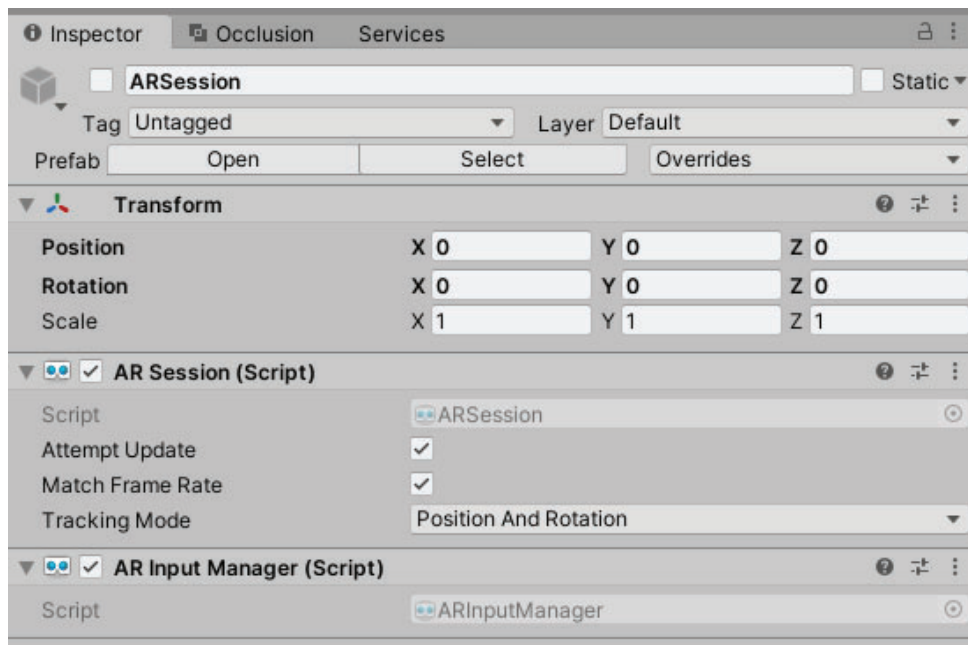 Inspector Occlusion Services
ARSession Static
Tag Untagged Layer Default
Prefab Open Select Overrides
Transform
Position X 0 Y 0 Z 0
Rotation X 0 Y 0 Z 0
Scale X 1 Y 1 Z 1
AR Session (Script)
Script ARSession
Attempt Update
Match Frame Rate
Tracking Mode Position And Rotation
AR Input Manager (Script)
Script ARInputManager